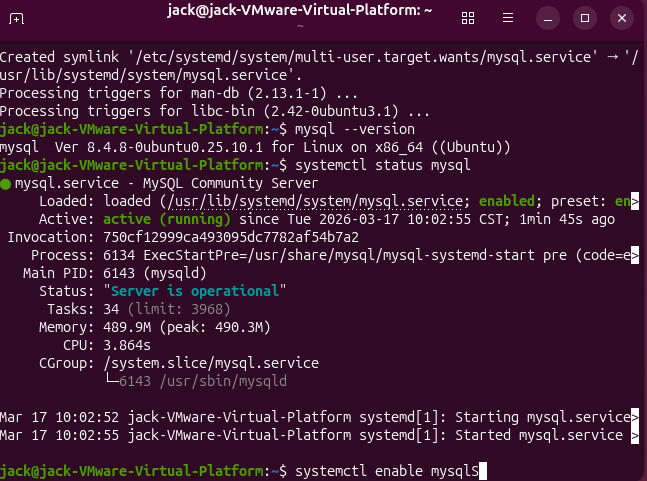 jack@jack-VMware-Virtual-Platform: ~
~
Created symlink '/etc/systemd/system/multi-user.target.wants/mysql.service' → '/
usr/lib/systemd/system/mysql.service'.
Processing triggers for man-db (2.13.1-1) ...
Processing triggers for libc-bin (2.42-0ubuntu3.1) ...
jack@jack-VMware-Virtual-Platform:~$ mysql --version
mysql  Ver 8.4.8-0ubuntu0.25.10.1 for Linux on x86_64 ((Ubuntu))
jack@jack-VMware-Virtual-Platform:~$ systemctl status mysql
● mysql.service - MySQL Community Server
     Loaded: loaded (/usr/lib/systemd/system/mysql.service; enabled; preset: en>
     Active: active (running) since Tue 2026-03-17 10:02:55 CST; 1min 45s ago
 Invocation: 750cf12999ca493095dc7782af54b7a2
    Process: 6134 ExecStartPre=/usr/share/mysql/mysql-systemd-start pre (code=e>
   Main PID: 6143 (mysqld)
     Status: "Server is operational"
      Tasks: 34 (limit: 3968)
     Memory: 489.9M (peak: 490.3M)
        CPU: 3.864s
     CGroup: /system.slice/mysql.service
             └─6143 /usr/sbin/mysqld
Mar 17 10:02:52 jack-VMware-Virtual-Platform systemd[1]: Starting mysql.service>
Mar 17 10:02:55 jack-VMware-Virtual-Platform systemd[1]: Started mysql.service >
jack@jack-VMware-Virtual-Platform:~$ systemctl enable mysqlS